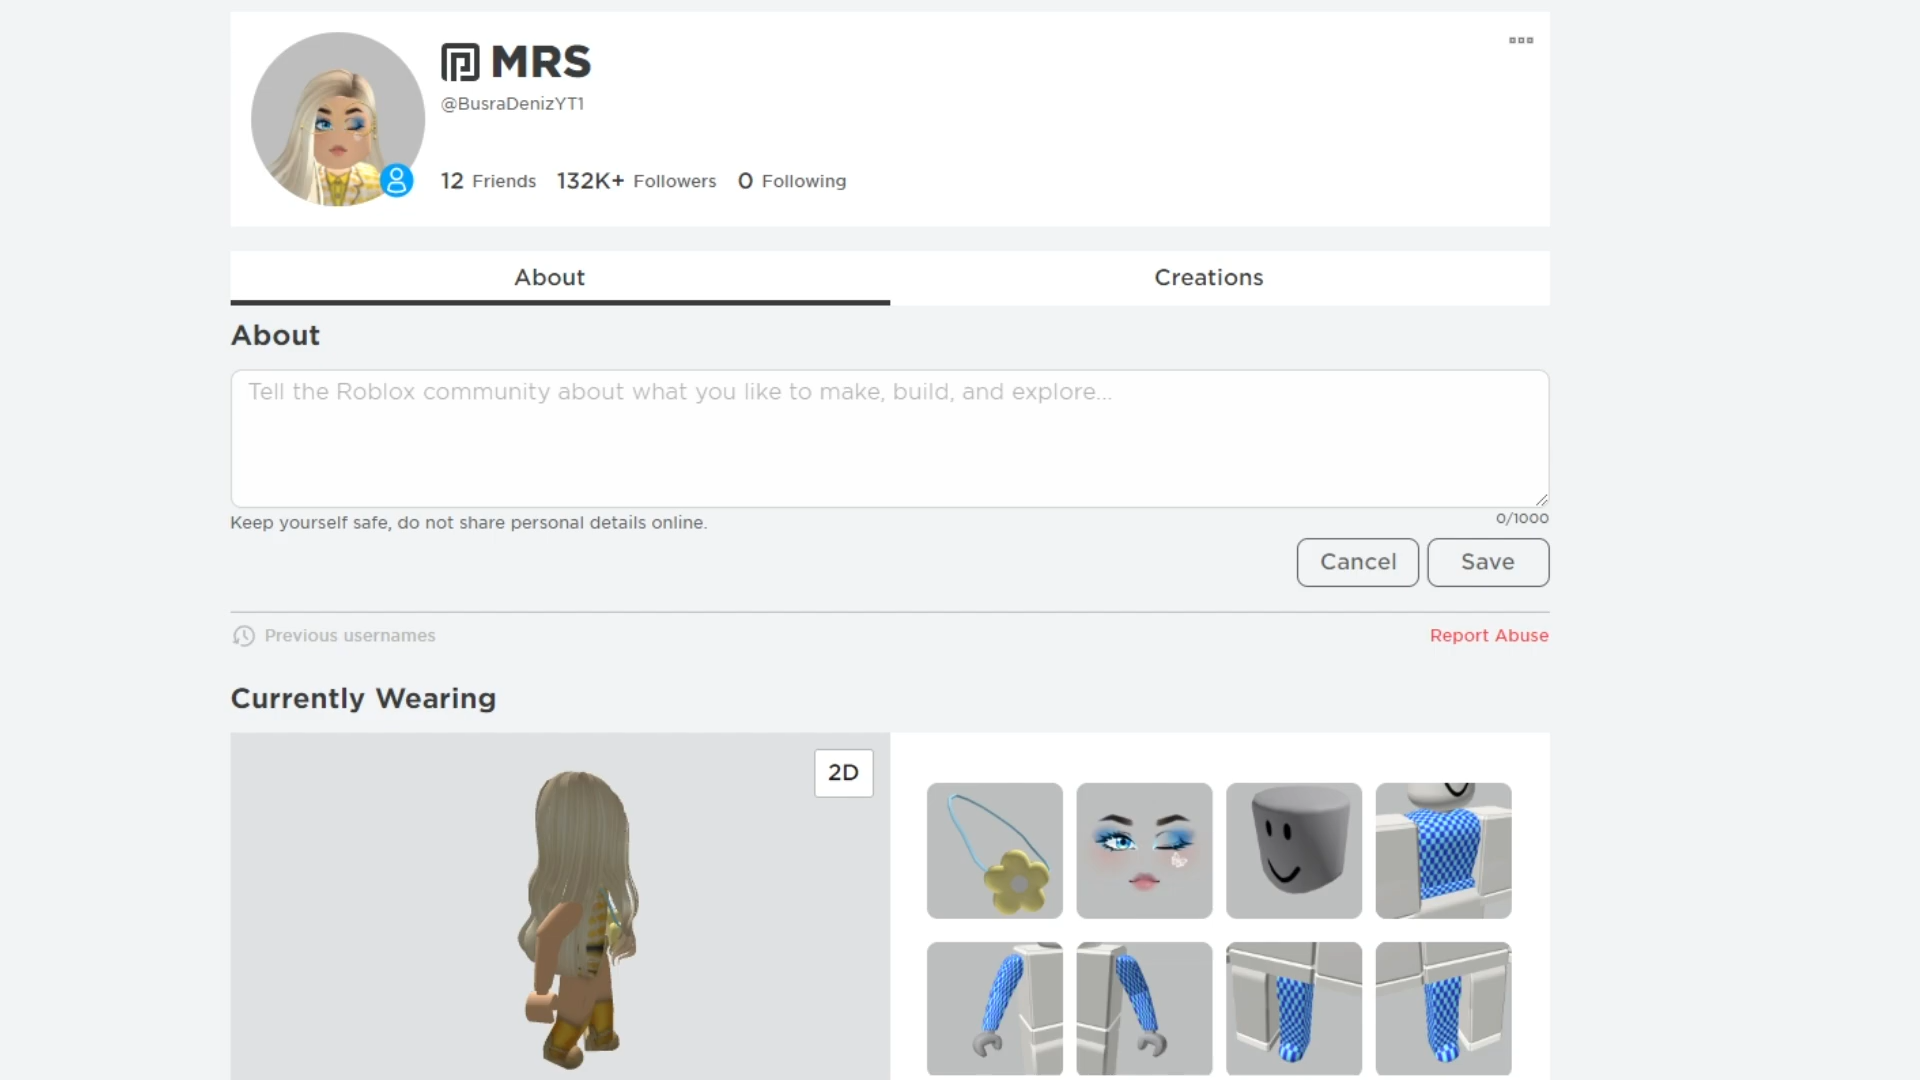 MRS
@BusraDenizYT1
12 Friends 132K+ Followers 0 Following
About Creations
About
Tell the Roblox community about what you like to make, build, and explore...
Keep yourself safe, do not share personal details online. 0/1000
Cancel Save
Previous usernames Report Abuse
Currently Wearing
2D